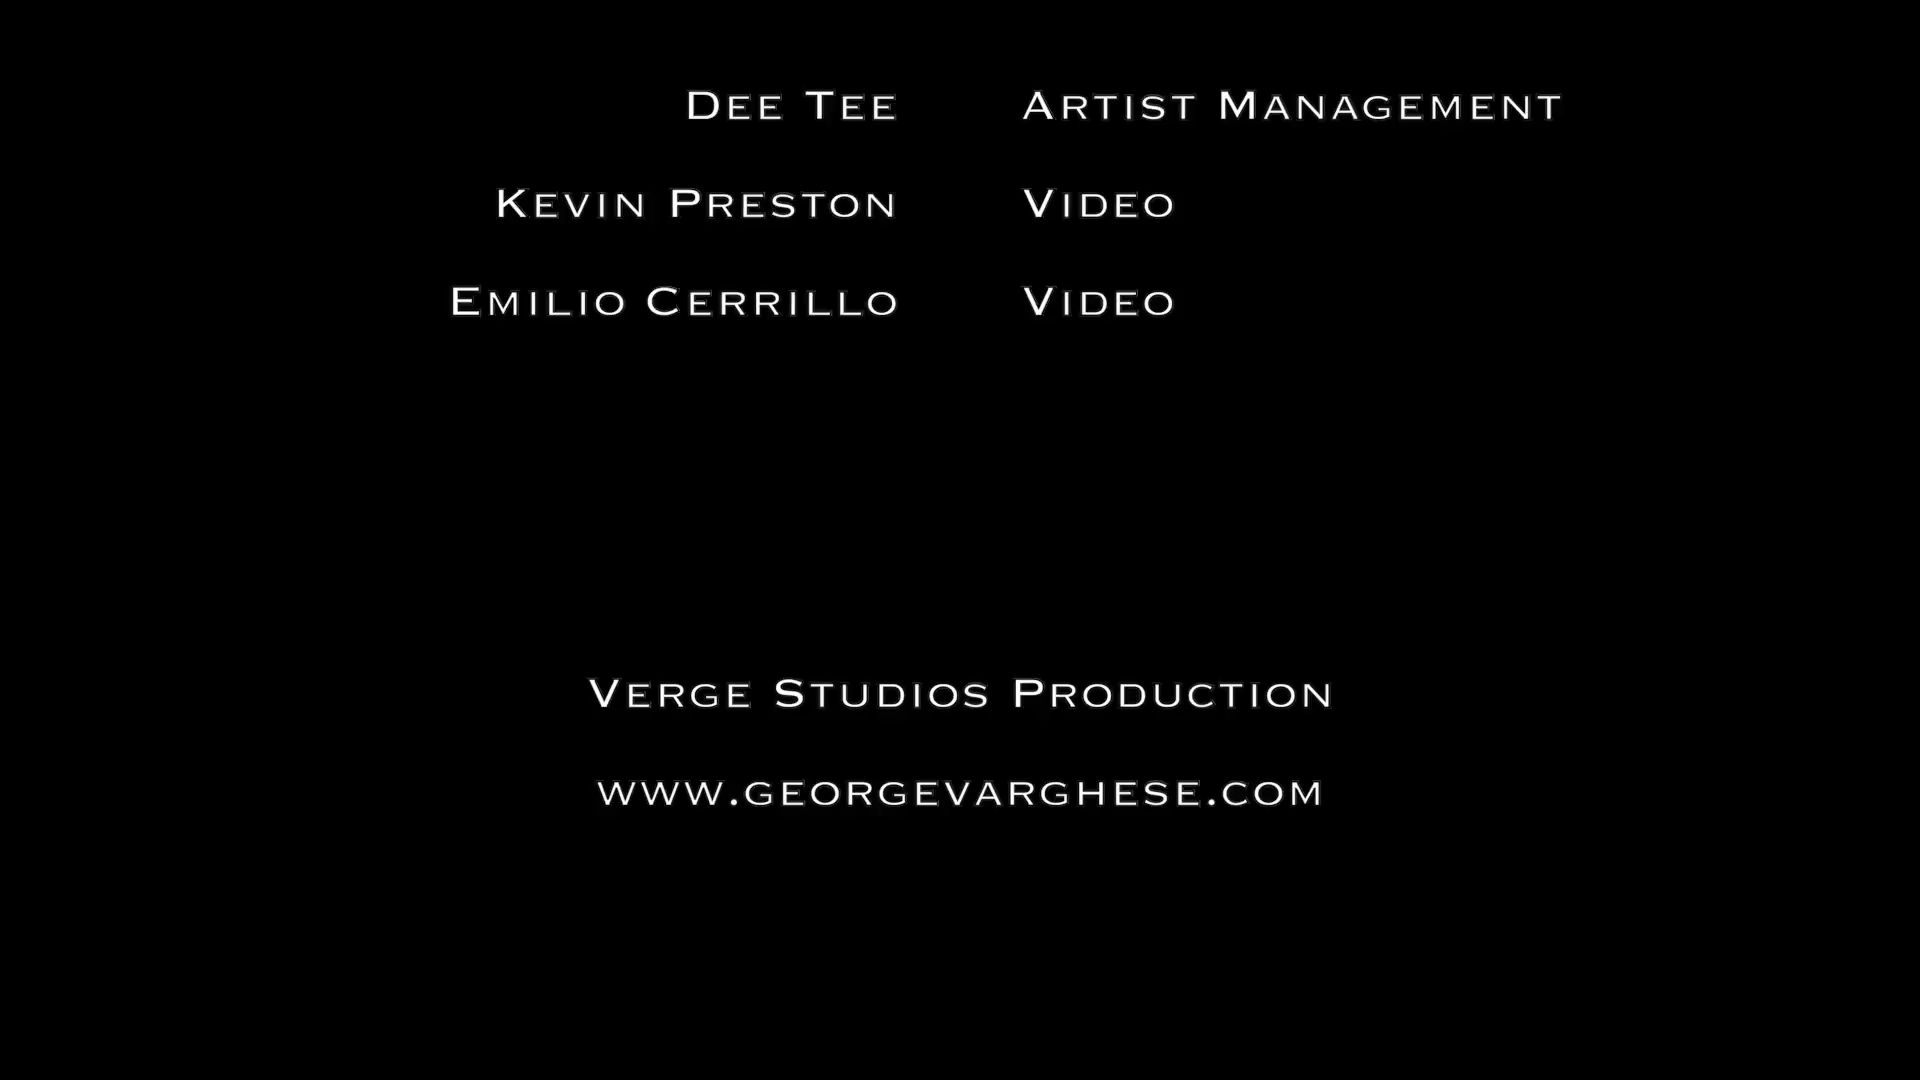 Dee Tee Artist Management
Kevin Preston Video
Emilio Cerrillo Video
Verge Studios Production
www.georgevarghese.com